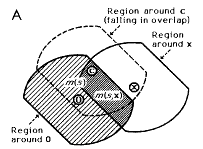 A
Region around c
(falling in overlap)
Region
around x
m(s)
c
x
m(s,x)
0
Region
around 0